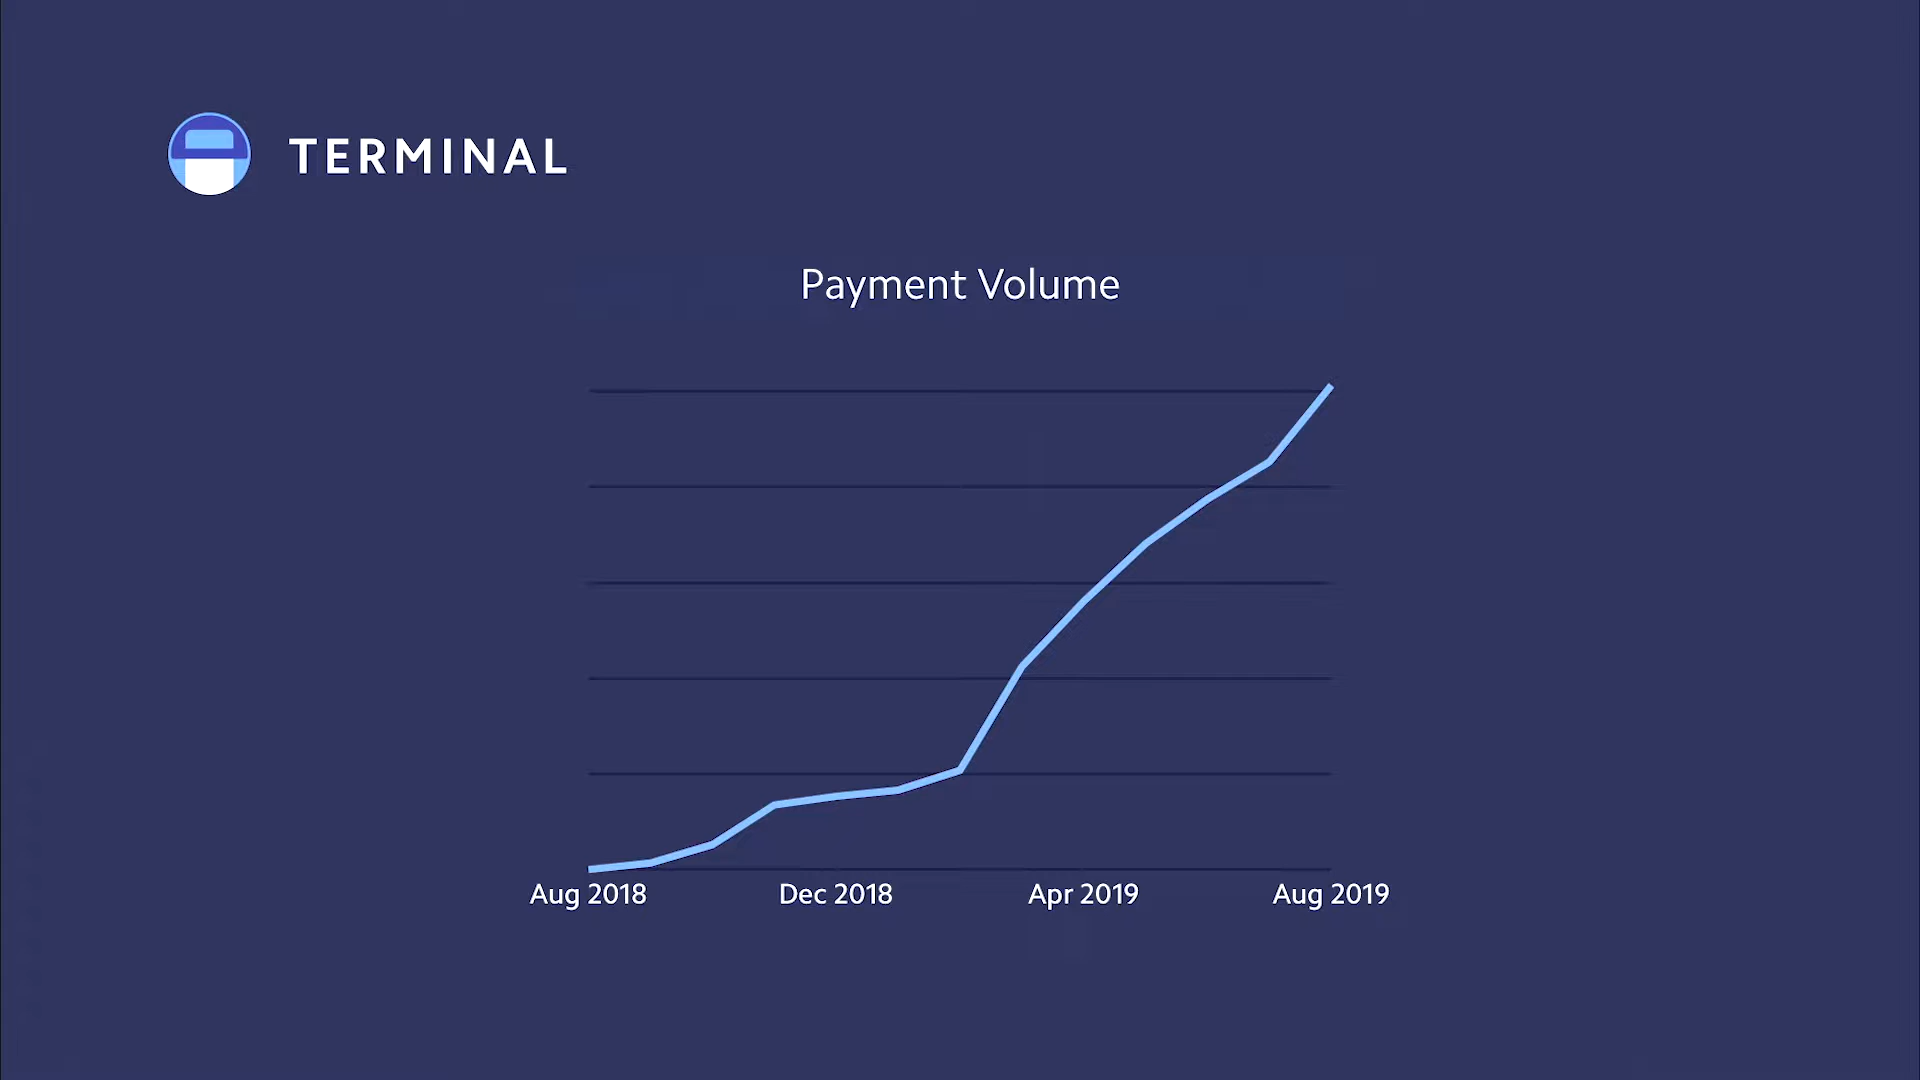 TERMINAL
Payment Volume
Aug 2018
Dec 2018
Apr 2019
Aug 2019